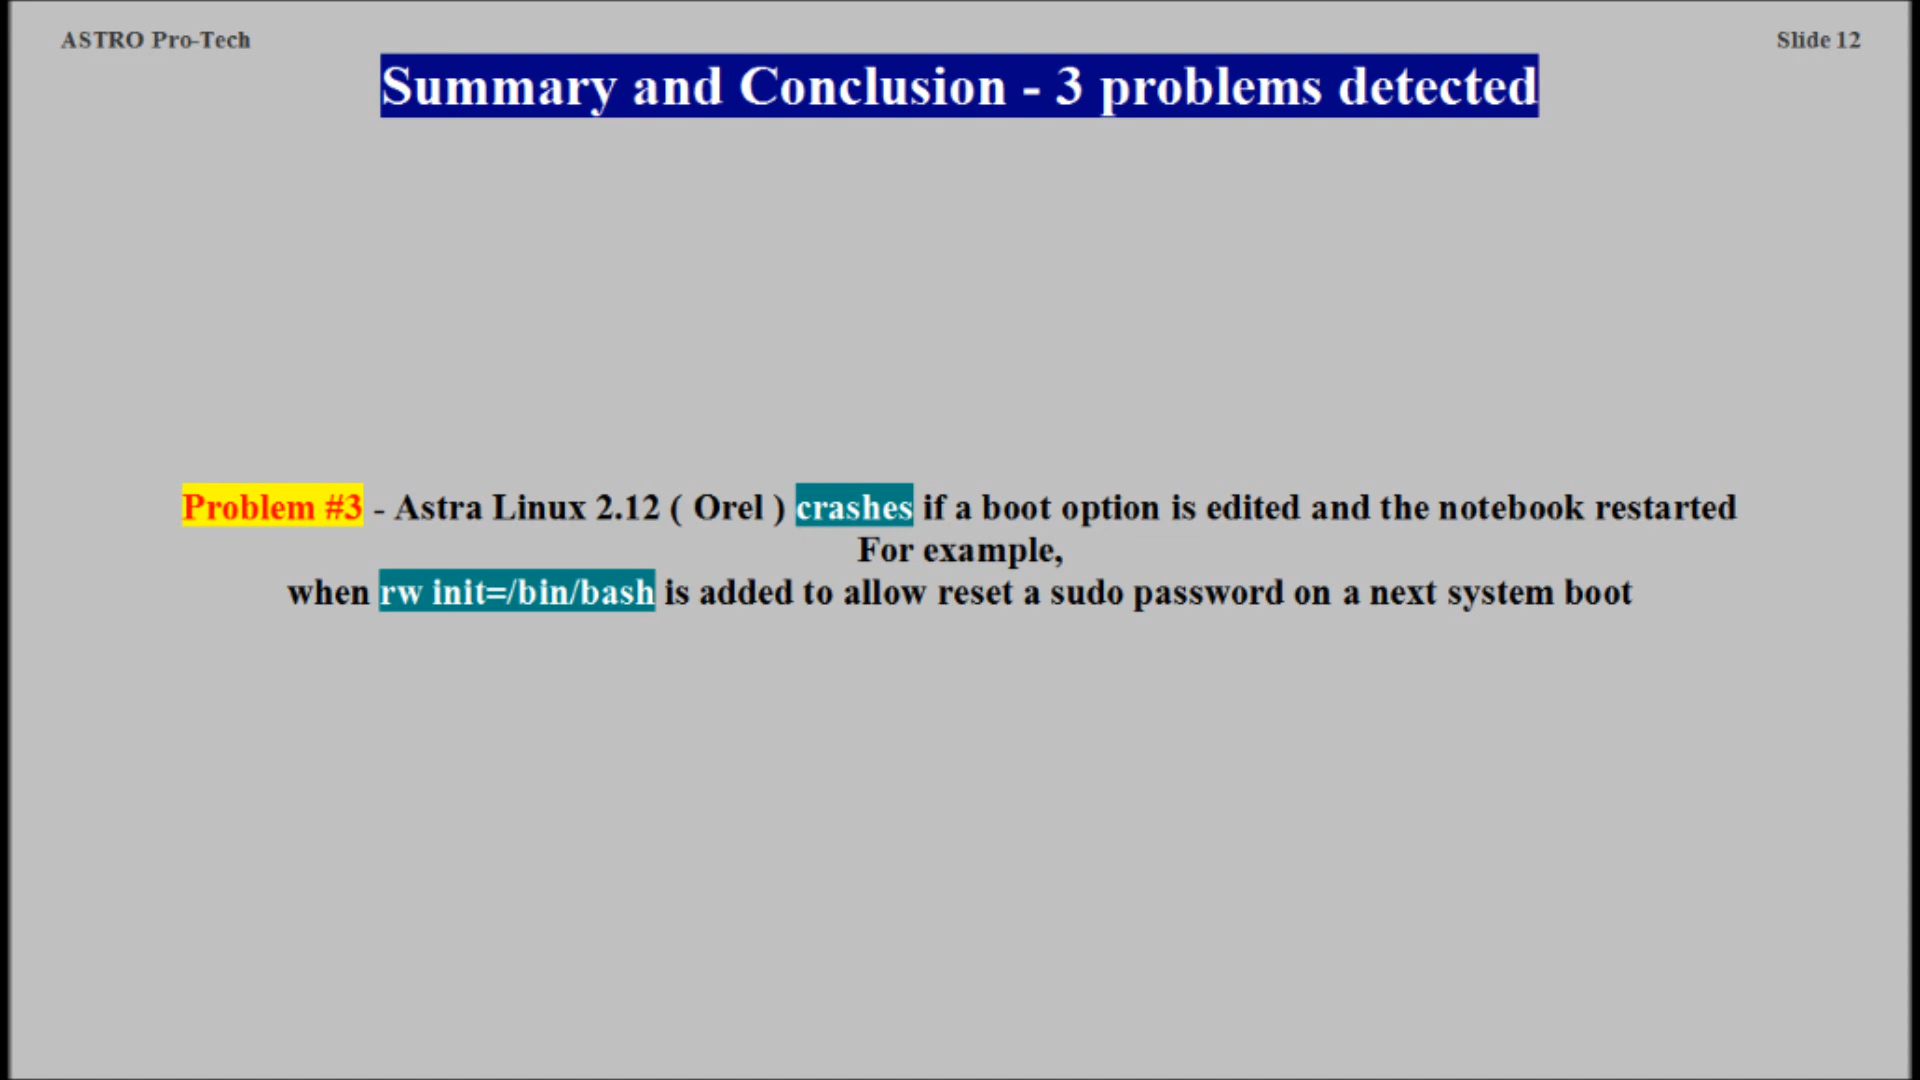 ASTRO Pro-Tech
Slide 12
Summary and Conclusion - 3 problems detected
Problem #3 - Astra Linux 2.12 ( Orel ) crashes if a boot option is edited and the notebook restarted
For example,
when rw init=/bin/bash is added to allow reset a sudo password on a next system boot